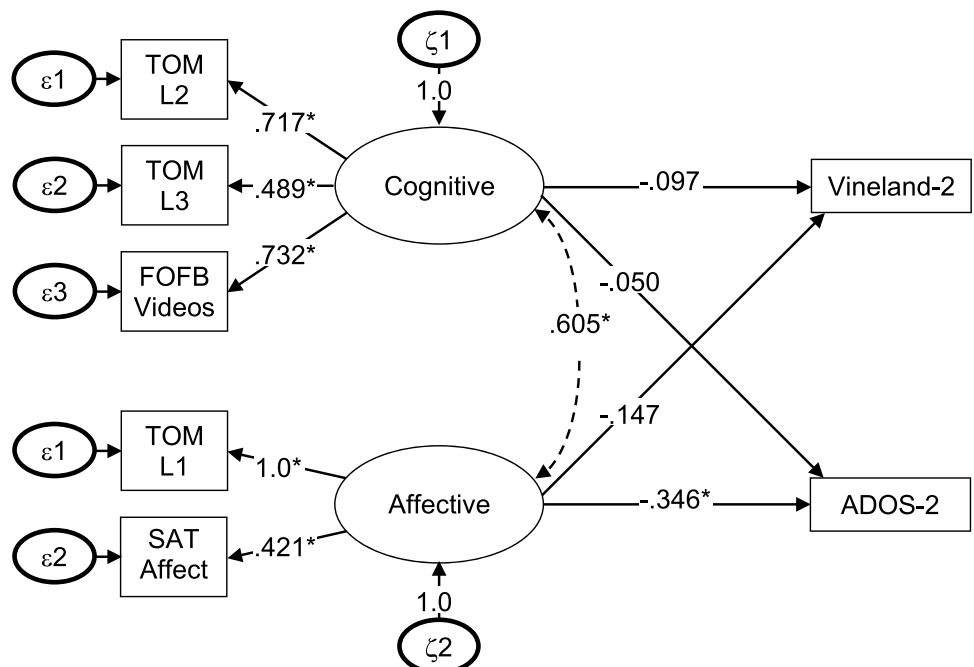 ζ1
1.0
ε1
TOM
L2
.717*
ε2
TOM
L3
.489*
Cognitive
-.097
Vineland-2
ε3
FOFB
Videos
.732*
-.050
.605*
-.147
ε1
TOM
L1
1.0*
Affective
-.346*
ADOS-2
ε2
SAT
Affect
.421*
1.0
ζ2